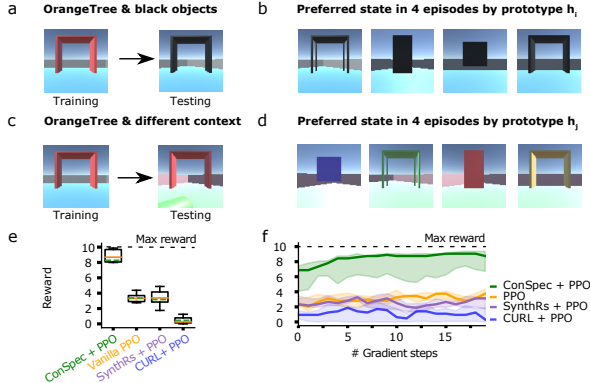 a OrangeTree & black objects
Training
Testing
b Preferred state in 4 episodes by prototype hᵢ
c OrangeTree & different context
Training
Testing
d Preferred state in 4 episodes by prototype hⱼ
e
Max reward
Reward
10
8
6
4
2
0
ConSpec + PPO
Vanilla PPO
SynthRs + PPO
CURL+ PPO
f
Max reward
10
8
6
4
2
0
0
5
10
15
# Gradient steps
ConSpec + PPO
PPO
SynthRs + PPO
CURL + PPO